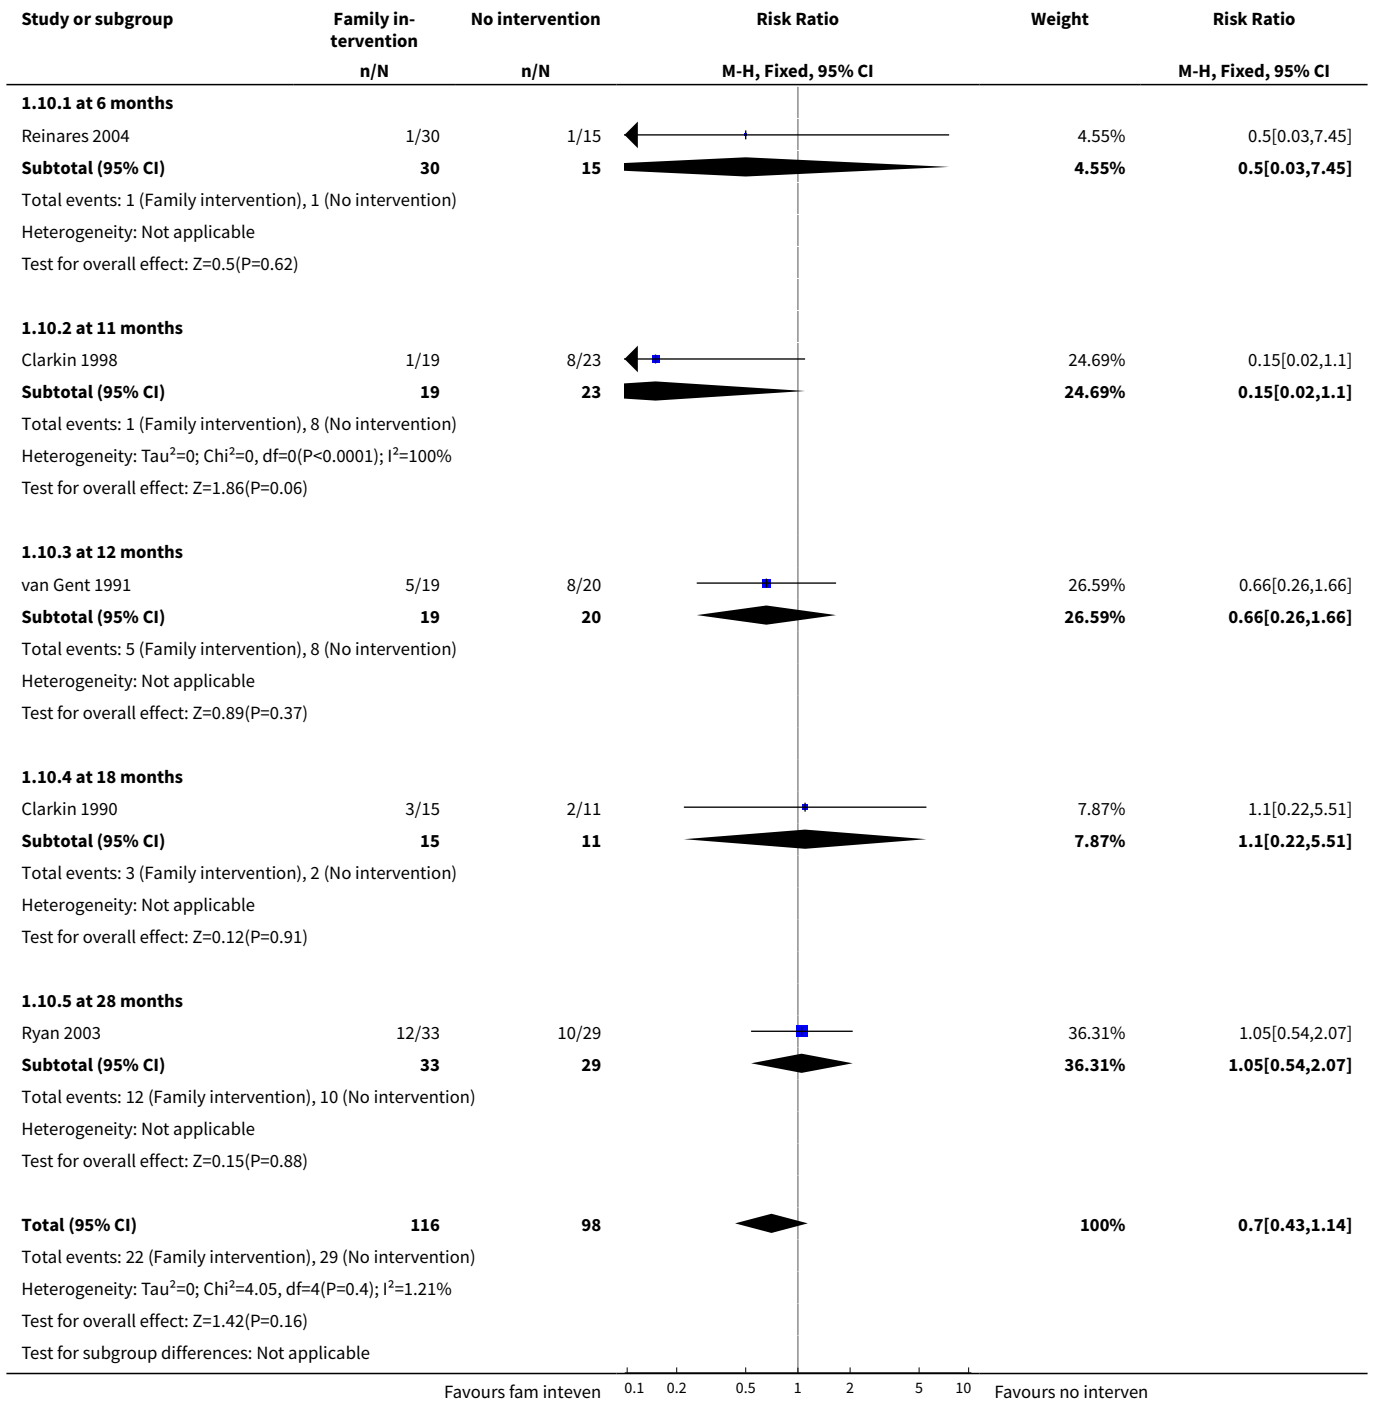 Study or subgroup Family in- No intervention Risk Ratio Weight Risk Ratio
tervention
n/N n/N M-H, Fixed, 95% CI M-H, Fixed, 95% CI
1.10.1 at 6 months
Reinares 2004 1/30 1/15 4.55% 0.5[0.03,7.45]
Subtotal (95% CI) 30 15 4.55% 0.5[0.03,7.45]
Total events: 1 (Family intervention), 1 (No intervention)
Heterogeneity: Not applicable
Test for overall effect: Z=0.5(P=0.62)
1.10.2 at 11 months
Clarkin 1998 1/19 8/23 24.69% 0.15[0.02,1.1]
Subtotal (95% CI) 19 23 24.69% 0.15[0.02,1.1]
Total events: 1 (Family intervention), 8 (No intervention)
Heterogeneity: Tau²=0; Chi²=0, df=0(P<0.0001); I²=100%
Test for overall effect: Z=1.86(P=0.06)
1.10.3 at 12 months
van Gent 1991 5/19 8/20 26.59% 0.66[0.26,1.66]
Subtotal (95% CI) 19 20 26.59% 0.66[0.26,1.66]
Total events: 5 (Family intervention), 8 (No intervention)
Heterogeneity: Not applicable
Test for overall effect: Z=0.89(P=0.37)
1.10.4 at 18 months
Clarkin 1990 3/15 2/11 7.87% 1.1[0.22,5.51]
Subtotal (95% CI) 15 11 7.87% 1.1[0.22,5.51]
Total events: 3 (Family intervention), 2 (No intervention)
Heterogeneity: Not applicable
Test for overall effect: Z=0.12(P=0.91)
1.10.5 at 28 months
Ryan 2003 12/33 10/29 36.31% 1.05[0.54,2.07]
Subtotal (95% CI) 33 29 36.31% 1.05[0.54,2.07]
Total events: 12 (Family intervention), 10 (No intervention)
Heterogeneity: Not applicable
Test for overall effect: Z=0.15(P=0.88)
Total (95% CI) 116 98 100% 0.7[0.43,1.14]
Total events: 22 (Family intervention), 29 (No intervention)
Heterogeneity: Tau²=0; Chi²=4.05, df=4(P=0.4); I²=1.21%
Test for overall effect: Z=1.42(P=0.16)
Test for subgroup differences: Not applicable
Favours fam inteven 0.1 0.2 0.5 1 2 5 10 Favours no interven